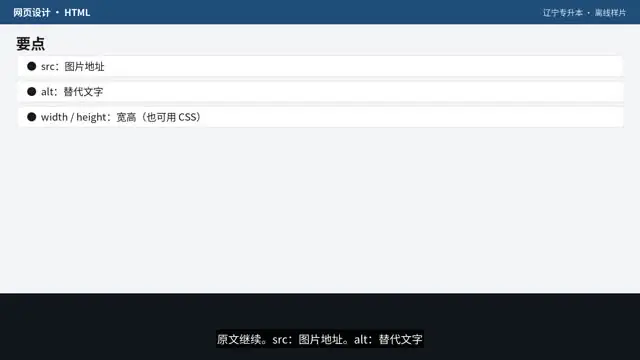 网页设计 • HTML
辽宁专升本 • 离线样片
要点
● src：图片地址
● alt：替代文字
● width / height：宽高（也可用 CSS）
原文继续。src：图片地址。alt：替代文字